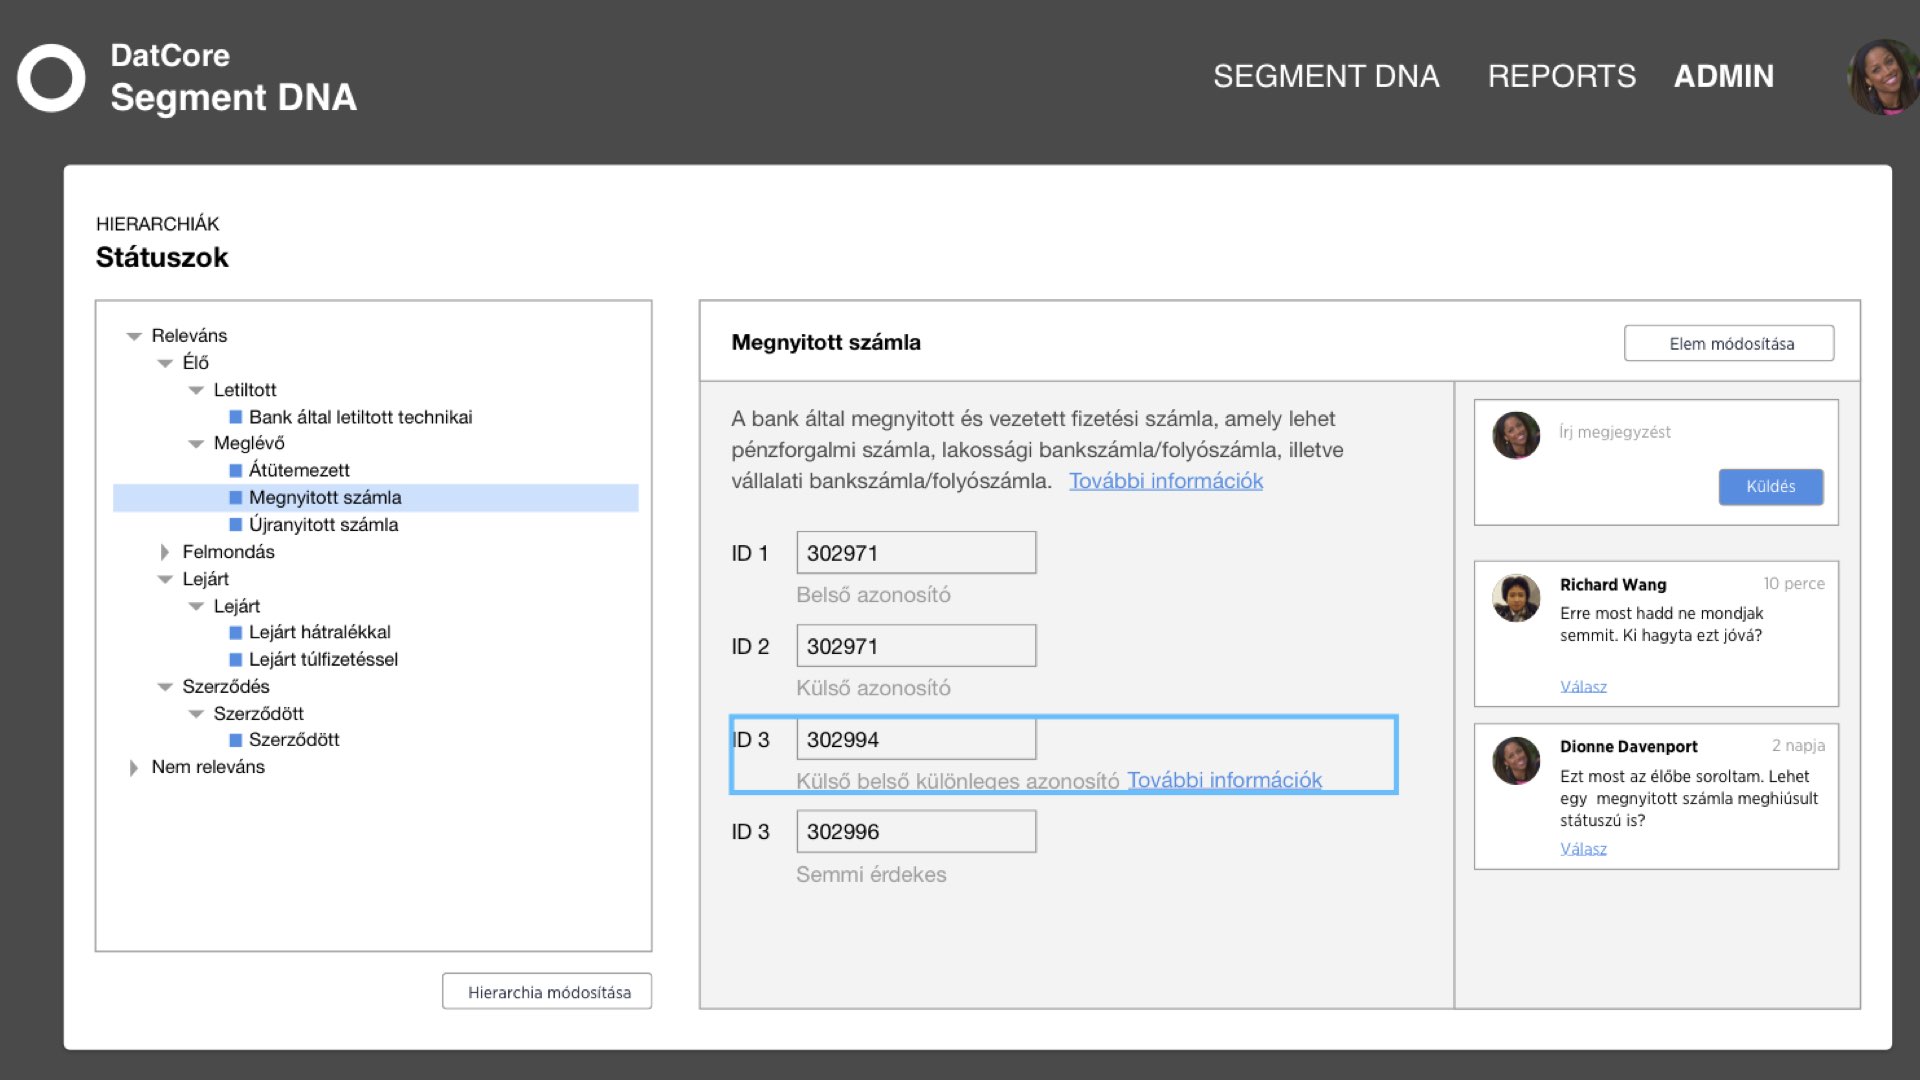 DatCore
Segment DNA
SEGMENT DNA
REPORTS
ADMIN
HIERARCHIÁK
Státuszok
Releváns
Élő
Letiltott
Bank által letiltott technikai
Meglévő
Átütemezett
Megnyitott számla
Újranyitott számla
Felmondás
Lejárt
Lejárt
Lejárt hátralékkal
Lejárt túlfizetéssel
Szerződés
Szerződött
Szerződött
Nem releváns
Hierarchia módosítása
Megnyitott számla
Elem módosítása
A bank által megnyitott és vezetett fizetési számla, amely lehet
pénzforgalmi számla, lakossági bankszámla/folyószámla, illetve
vállalati bankszámla/folyószámla. További információk
ID 1 302971
Belső azonosító
ID 2 302971
Külső azonosító
ID 3 302994
Külső belső különleges azonosító További információk
ID 3 302996
Semmi érdekes
Írj megjegyzést
Küldés
Richard Wang 10 perce
Erre most hadd ne mondjak
semmit. Ki hagyta ezt jóvá?
Válasz
Dionne Davenport 2 napja
Ezt most az élőbe soroltam. Lehet
egy megnyitott számla meghiúsult
státuszú is?
Válasz